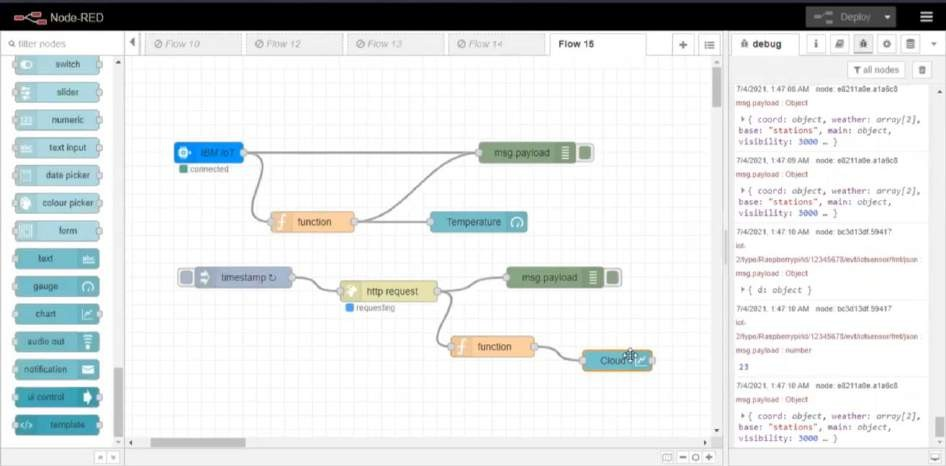 Node-RED
Deploy
filter nodes
Flow 10
Flow 12
Flow 13
Flow 14
Flow 15
debug
all nodes
switch
slider
numeric
text input
date picker
colour picker
form
text
gauge
chart
audio out
notification
ui control
template
IBM IoT
connected
msg.payload
function
Temperature
timestamp ↻
http request
requesting
msg.payload
function
Cloud
7/4/2021, 1:47:08 AM node: e8211a0e.a1a6c8
msg.payload : Object
{ coord: object, weather: array[2],
base: "stations", main: object,
visibility: 3000 … }
7/4/2021, 1:47:09 AM node: e8211a0e.a1a6c8
msg.payload : Object
{ coord: object, weather: array[2],
base: "stations", main: object,
visibility: 3000 … }
7/4/2021, 1:47:10 AM node: bc3d13df.59417
iot-
2/type/Raspberrypi/id/12345678/evt/iotsensor/fmt/json :
msg.payload : Object
{ d: object }
7/4/2021, 1:47:10 AM node: bc3d13df.59417
iot-
2/type/Raspberrypi/id/12345678/evt/iotsensor/fmt/json :
msg.payload : number
23
7/4/2021, 1:47:10 AM node: e8211a0e.a1a6c8
msg.payload : Object
{ coord: object, weather: array[2],
base: "stations", main: object,
visibility: 3000 … }